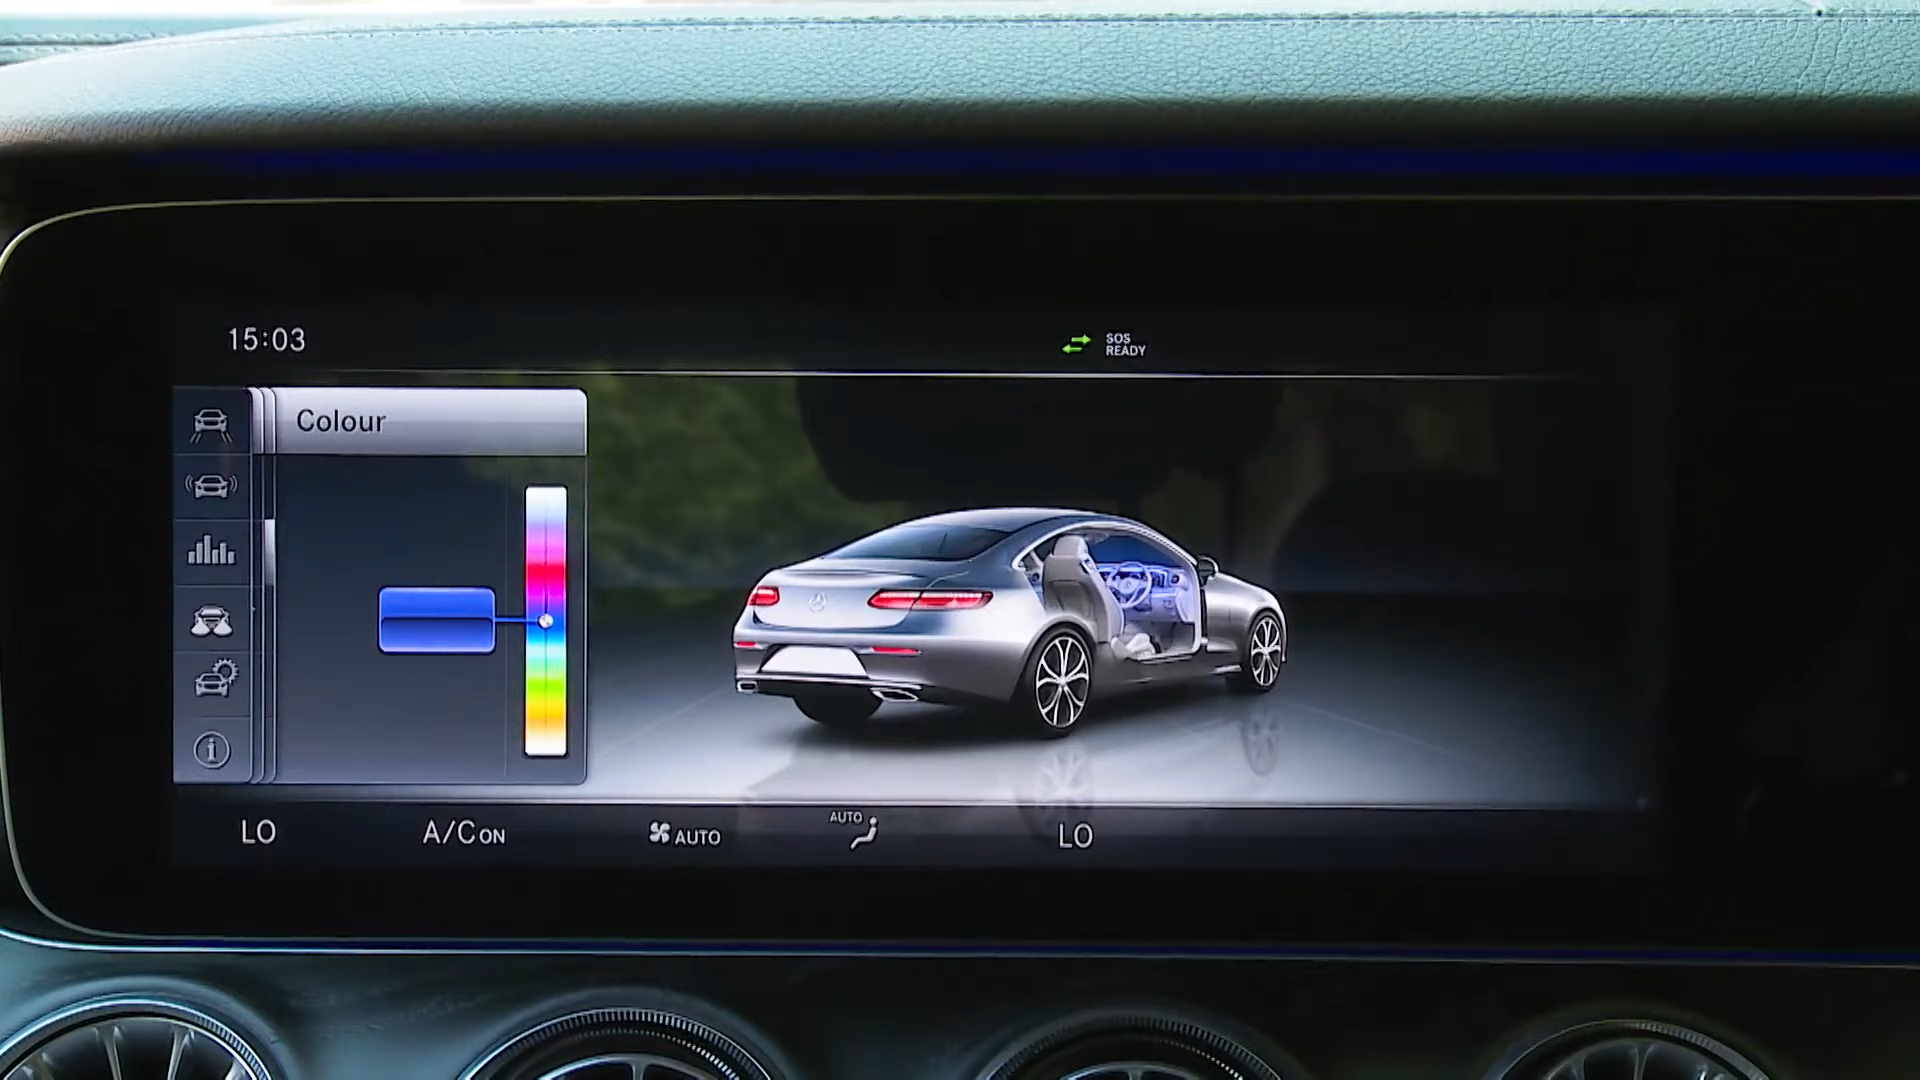 15:03
SOS
READY
Colour
LO
A/C ON
AUTO
AUTO
LO